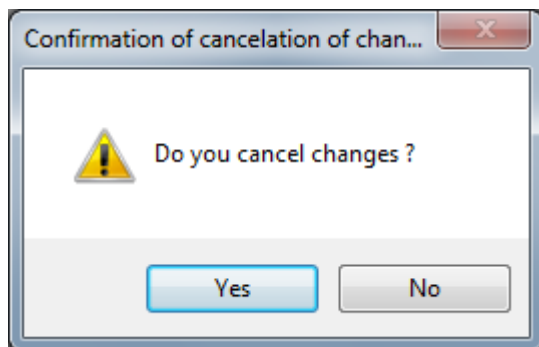 Confirmation of cancelation of chan...
Do you cancel changes ?
Yes
No